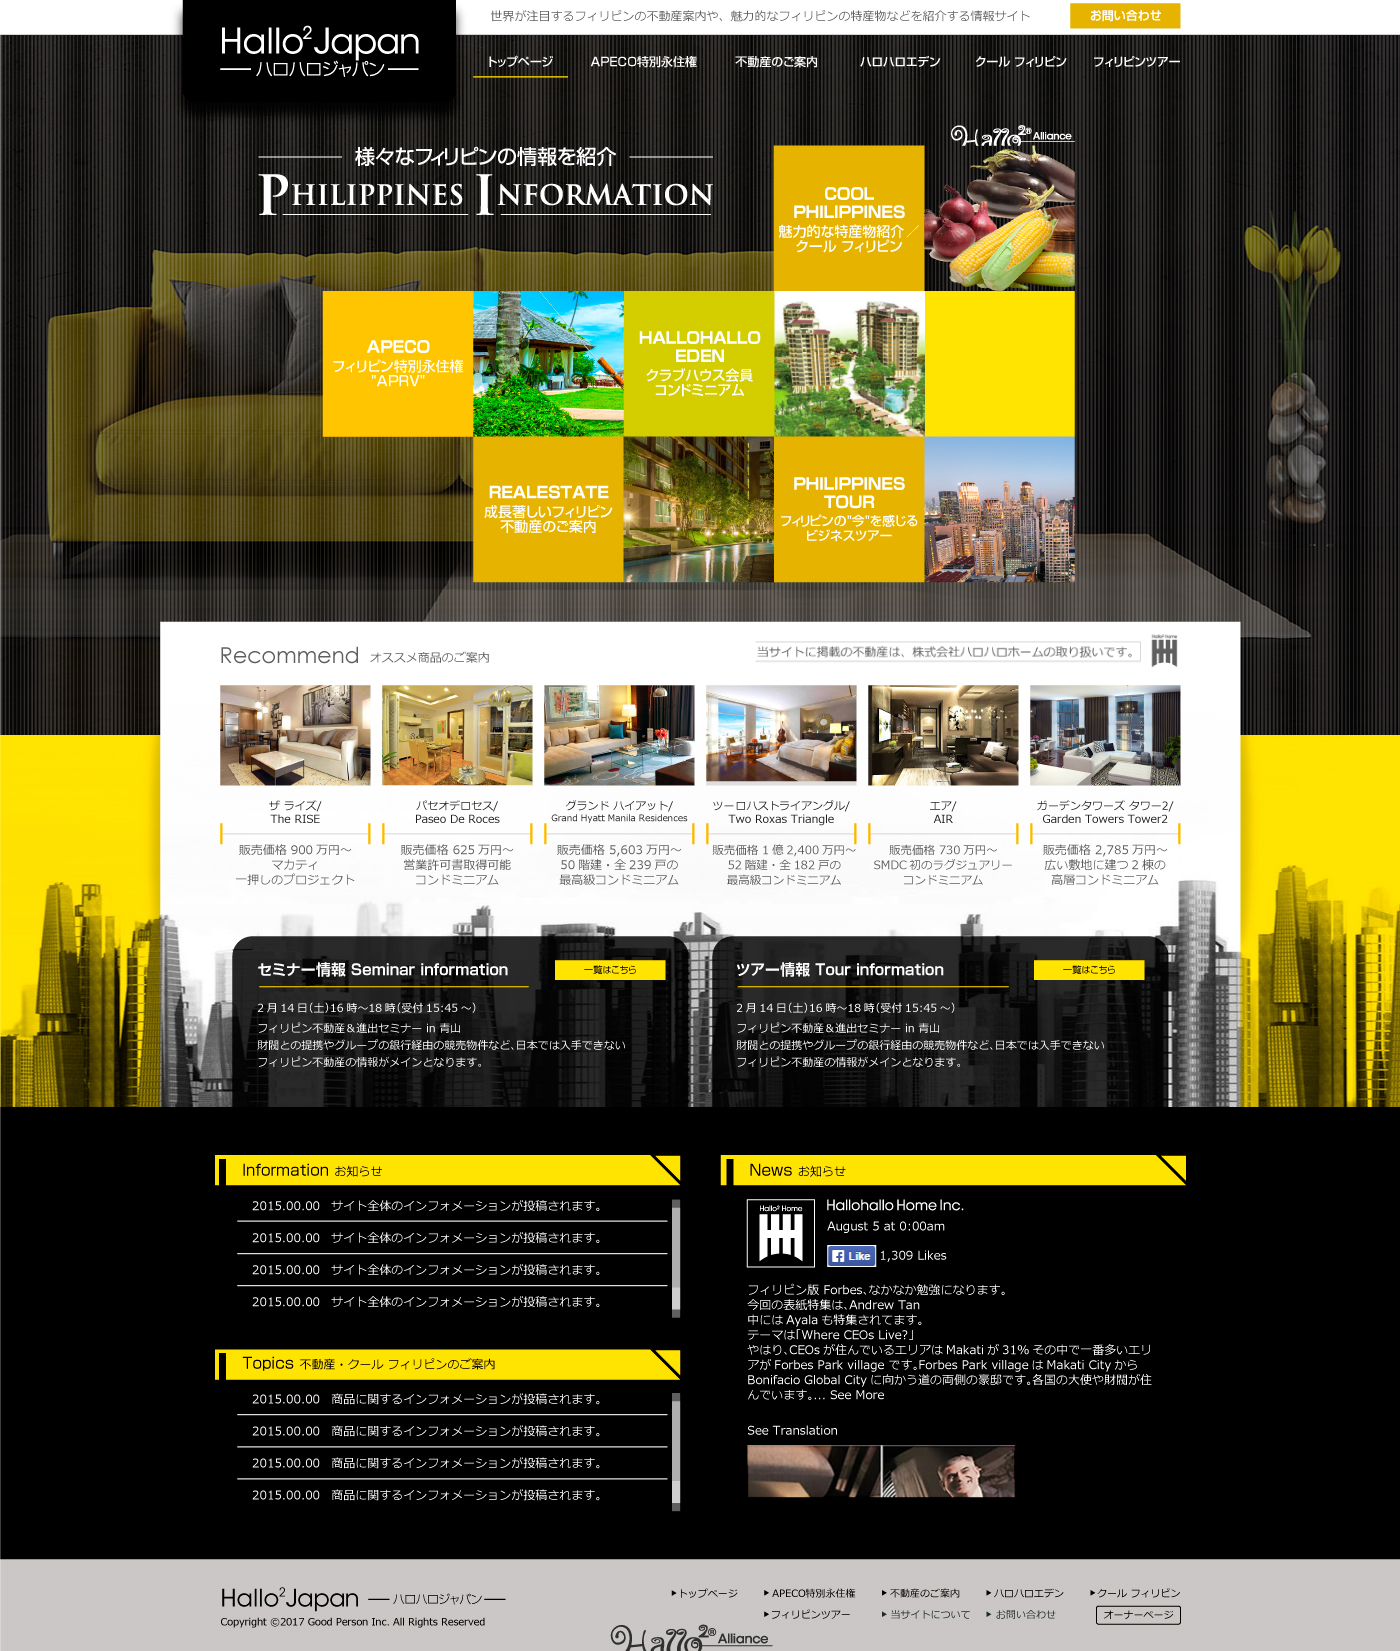 Hallo²Japan
ハロハロジャパン
世界が注目するフィリピンの不動産案内や、魅力的なフィリピンの特産物などを紹介する情報サイト
お問い合わせ
トップページ
APECO特別永住権
不動産のご案内
ハロハロエデン
クール フィリピン
フィリピンツアー
様々なフィリピンの情報を紹介
PHILIPPINES INFORMATION
Hallo²® Alliance
COOL
PHILIPPINES
魅力的な特産物紹介／
クール フィリピン
APECO
フィリピン特別永住権
"APRV"
HALLOHALLO
EDEN
クラブハウス会員
コンドミニアム
REALESTATE
成長著しいフィリピン
不動産のご案内
PHILIPPINES
TOUR
フィリピンの"今"を感じる
ビジネスツアー
Recommend オススメ商品のご案内
当サイトに掲載の不動産は、株式会社ハロハロホームの取り扱いです。
Hallo² Home
ザ ライズ/
The RISE
販売価格 900 万円～
マカティ
一押しのプロジェクト
パセオデロセス/
Paseo De Roces
販売価格 625 万円～
営業許可書取得可能
コンドミニアム
グランド ハイアット/
Grand Hyatt Manila Residences
販売価格 5,603 万円～
50 階建・全 239 戸の
最高級コンドミニアム
ツーロハストライアングル/
Two Roxas Triangle
販売価格 1 億 2,400 万円～
52 階建・全 182 戸の
最高級コンドミニアム
エア/
AIR
販売価格 730 万円～
SMDC 初のラグジュアリー
コンドミニアム
ガーデンタワーズ タワー2/
Garden Towers Tower2
販売価格 2,785 万円～
広い敷地に建つ 2 棟の
高層コンドミニアム
セミナー情報 Seminar information
一覧はこちら
2 月 14 日（土）16 時～18 時（受付 15:45 ～）
フィリピン不動産＆進出セミナー in 青山
財閥との提携やグループの銀行経由の競売物件など、日本では入手できない
フィリピン不動産の情報がメインとなります。
ツアー情報 Tour information
一覧はこちら
2 月 14 日（土）16 時～18 時（受付 15:45 ～）
フィリピン不動産＆進出セミナー in 青山
財閥との提携やグループの銀行経由の競売物件など、日本では入手できない
フィリピン不動産の情報がメインとなります。
Information お知らせ
2015.00.00 サイト全体のインフォメーションが投稿されます。
2015.00.00 サイト全体のインフォメーションが投稿されます。
2015.00.00 サイト全体のインフォメーションが投稿されます。
2015.00.00 サイト全体のインフォメーションが投稿されます。
Topics 不動産・クール フィリピンのご案内
2015.00.00 商品に関するインフォメーションが投稿されます。
2015.00.00 商品に関するインフォメーションが投稿されます。
2015.00.00 商品に関するインフォメーションが投稿されます。
2015.00.00 商品に関するインフォメーションが投稿されます。
News お知らせ
Hallo² Home
Hallohallo Home Inc.
August 5 at 0:00am
Like 1,309 Likes
フィリピン版 Forbes、なかなか勉強になります。
今回の表紙特集は、Andrew Tan
中には Ayala も特集されてます。
テーマは「Where CEOs Live?」
やはり、CEOs が住んでいるエリアは Makati が 31% その中で一番多いエリ
アが Forbes Park village です。Forbes Park village は Makati City から
Bonifacio Global City に向かう道の両側の豪邸です。各国の大使や財閥が住
んでいます。... See More
See Translation
Hallo²Japan ハロハロジャパン
Copyright ©2017 Good Person Inc. All Rights Reserved
トップページ
APECO特別永住権
不動産のご案内
ハロハロエデン
クール フィリピン
フィリピンツアー
当サイトについて
お問い合わせ
オーナーページ
Hallo²® Alliance